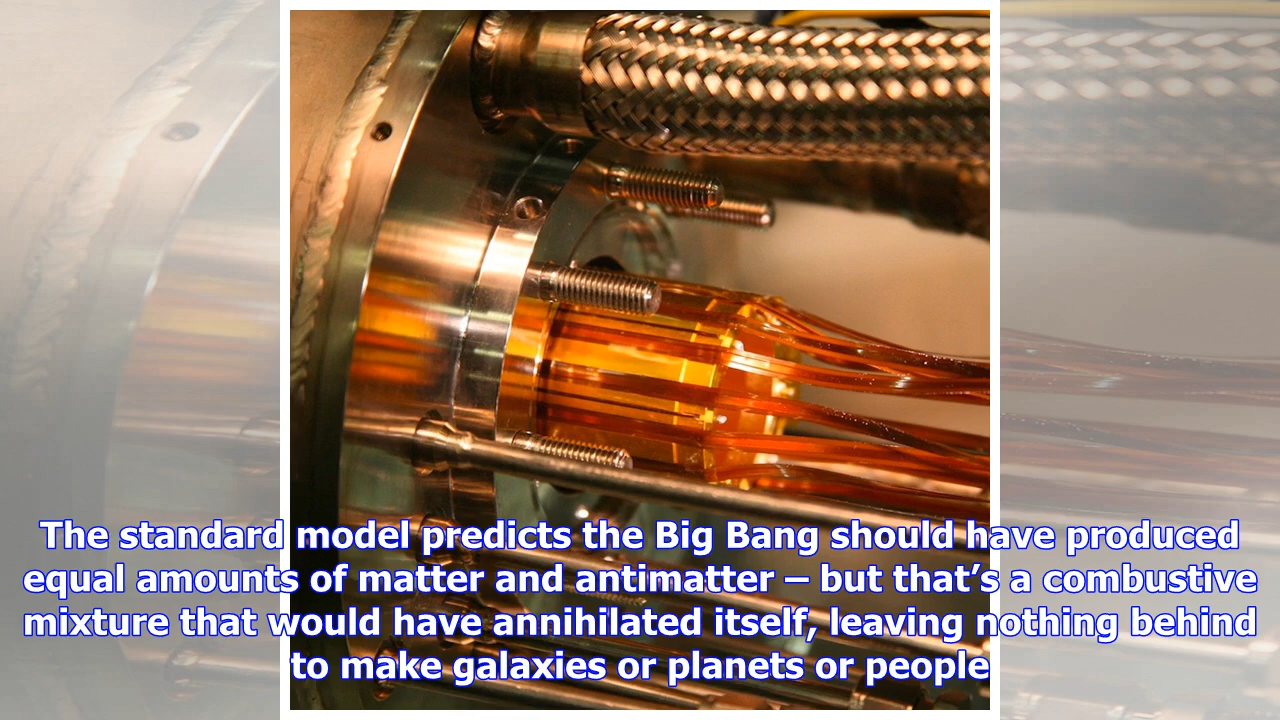 The standard model predicts the Big Bang should have produced
equal amounts of matter and antimatter – but that’s a combustive
mixture that would have annihilated itself, leaving nothing behind
to make galaxies or planets or people